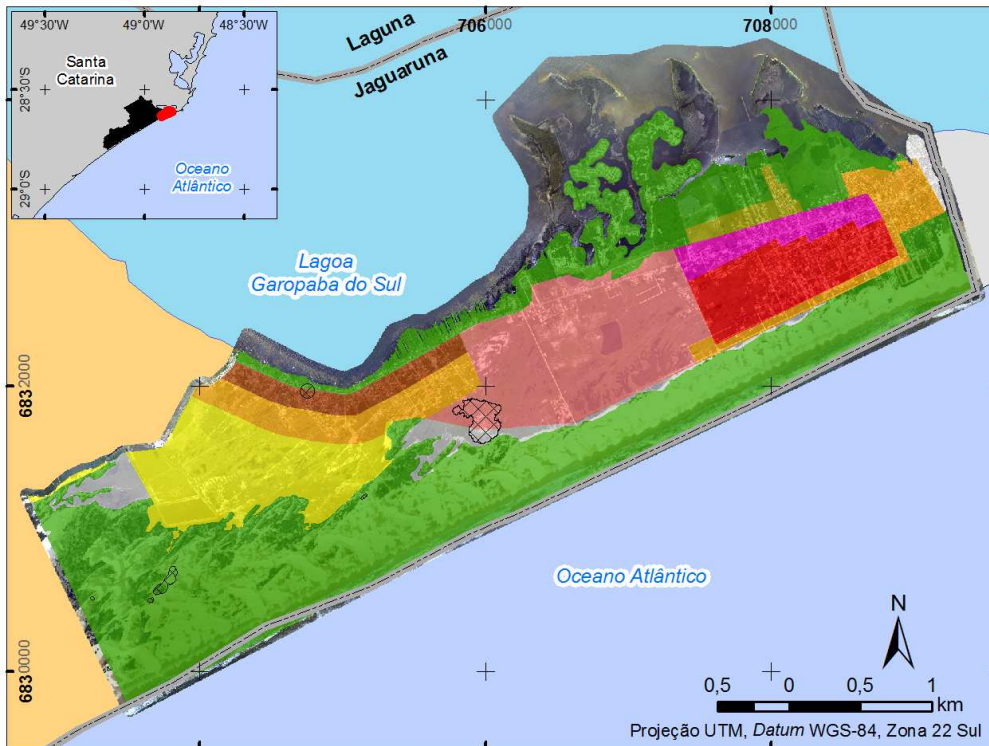 49°30'W
49°0'W
48°30'W
28°30'S
29°0'S
Santa
Catarina
Oceano
Atlântico
706000
708000
Laguna
Jaguaruna
Lagoa
Garopaba do Sul
6832000
6830000
Oceano Atlântico
N
0,5 0 0,5 1
km
Projeção UTM, Datum WGS-84, Zona 22 Sul